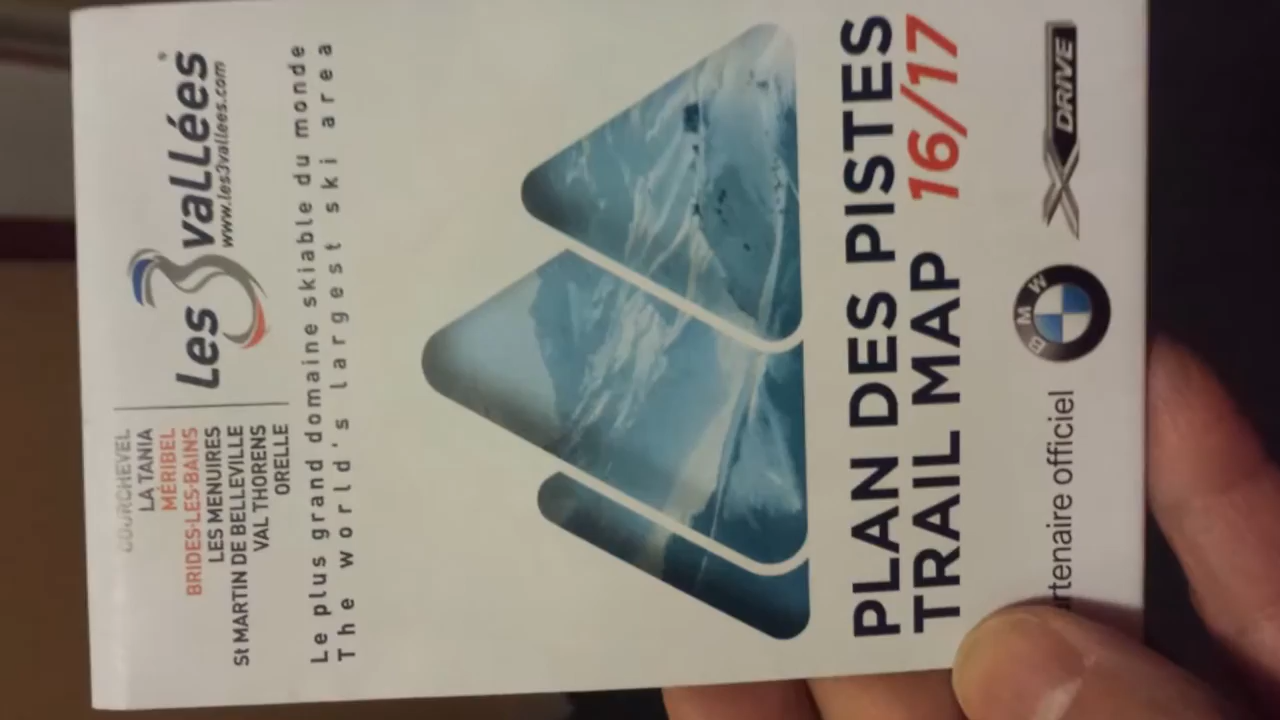 COURCHEVEL
LA TANIA
MÉRIBEL
BRIDES-LES-BAINS
LES MENUIRES
St MARTIN DE BELLEVILLE
VAL THORENS
ORELLE
Les 3 vaLLées
www.les3vallees.com
Le plus grand domaine skiable du monde
The world's largest ski area
PLAN DES PISTES
TRAIL MAP 16/17
officiel
BMW
XDRIVE